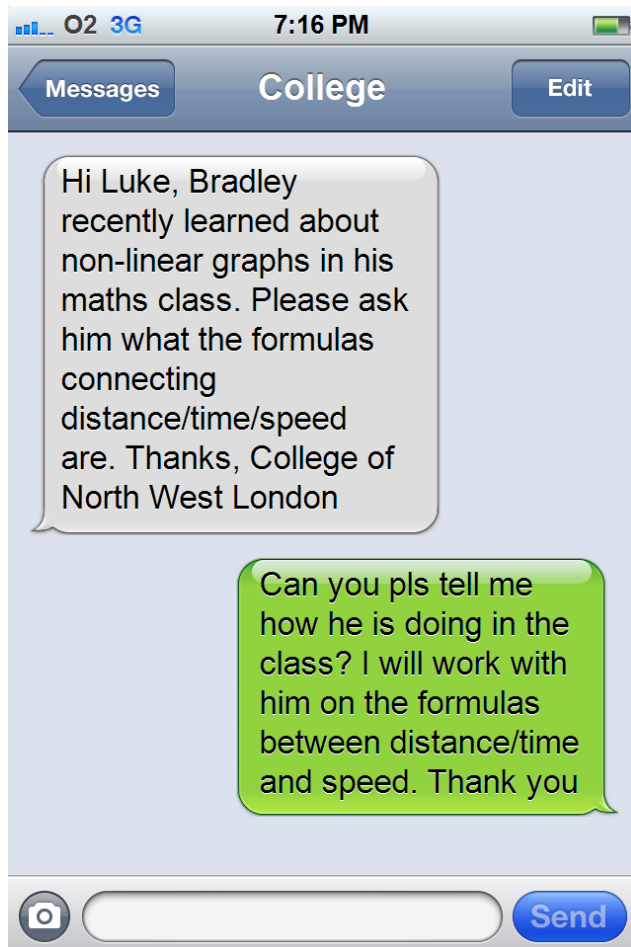 O2 3G 7:16 PM
Messages College Edit
Hi Luke, Bradley
recently learned about
non-linear graphs in his
maths class. Please ask
him what the formulas
connecting
distance/time/speed
are. Thanks, College of
North West London
Can you pls tell me
how he is doing in the
class? I will work with
him on the formulas
between distance/time
and speed. Thank you
Send